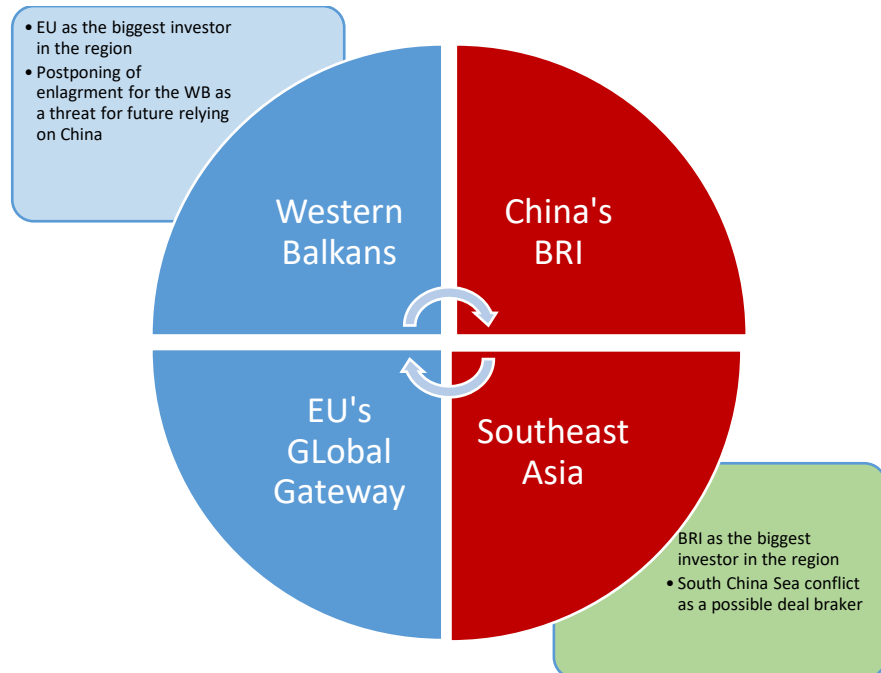 • EU as the biggest investor
in the region
• Postponing of
enlagrment for the WB as
a threat for future relying
on China
Western
Balkans
China's
BRI
EU's
GLobal
Gateway
Southeast
Asia
BRI as the biggest
investor in the region
• South China Sea conflict
as a possible deal braker